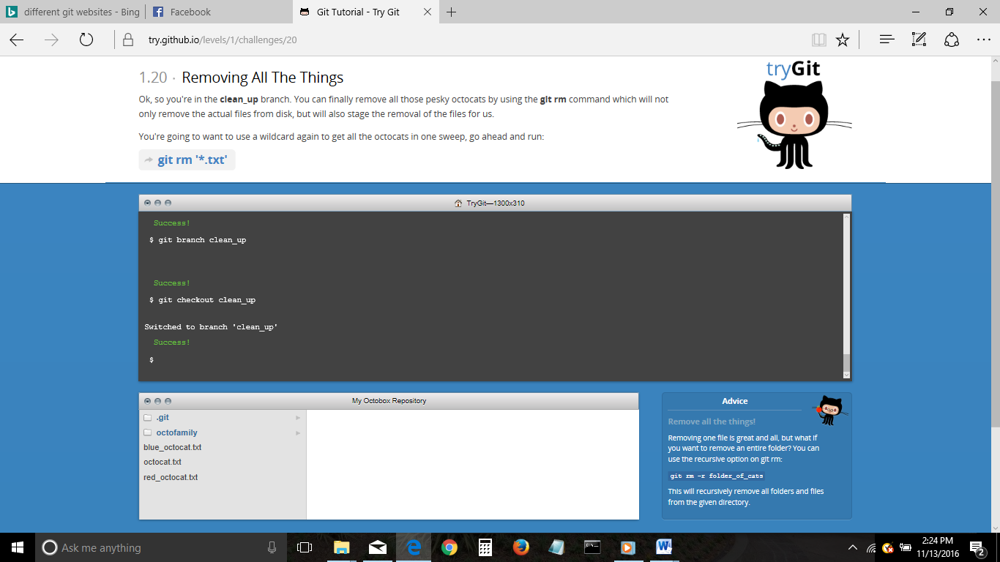 different git websites - Bing
Facebook
Git Tutorial - Try Git
try.github.io/levels/1/challenges/20
1.20 · Removing All The Things
tryGit
Ok, so you're in the clean_up branch. You can finally remove all those pesky octocats by using the git rm command which will not
only remove the actual files from disk, but will also stage the removal of the files for us.
You're going to want to use a wildcard again to get all the octocats in one sweep, go ahead and run:
git rm '*.txt'
TryGit—1300x310
Success!
$ git branch clean_up
Success!
$ git checkout clean_up
Switched to branch 'clean_up'
Success!
$
My Octobox Repository
.git
octofamily
blue_octocat.txt
octocat.txt
red_octocat.txt
Advice
Remove all the things!
Removing one file is great and all, but what if
you want to remove an entire folder? You can
use the recursive option on git rm:
git rm -r folder_of_cats
This will recursively remove all folders and files
from the given directory.
Ask me anything
2:24 PM
11/13/2016
2